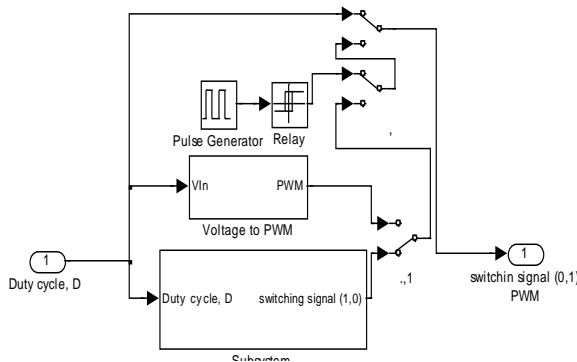 Pulse Generator
Relay
,
VIn
PWM
Voltage to PWM
1
Duty cycle, D
Duty cycle, D
switching signal (1,0)
.,1
1
switchin signal (0,1)
PWM
Subsystem